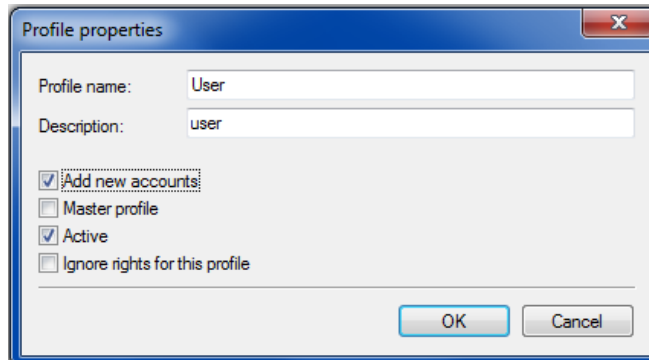 Profile properties
Profile name: User
Description: user
Add new accounts
Master profile
Active
Ignore rights for this profile
OK Cancel